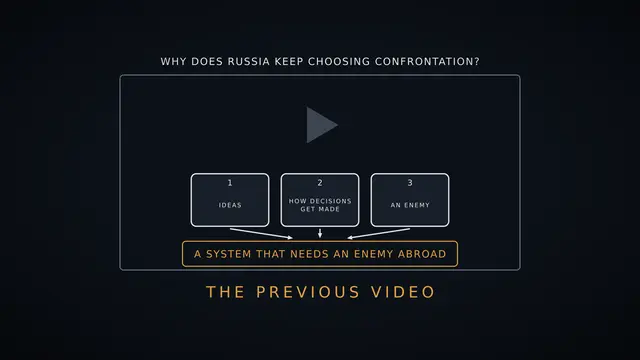 WHY DOES RUSSIA KEEP CHOOSING CONFRONTATION?
1
IDEAS
2
HOW DECISIONS
GET MADE
3
AN ENEMY
A SYSTEM THAT NEEDS AN ENEMY ABROAD
THE PREVIOUS VIDEO